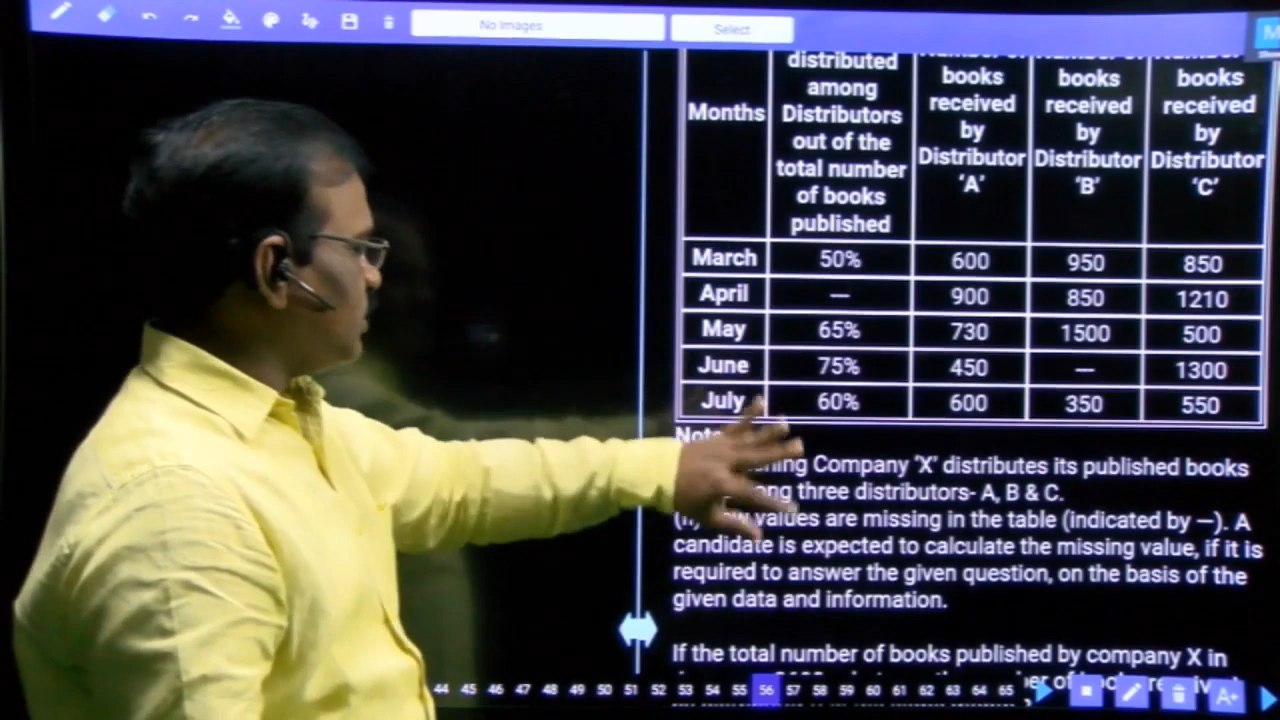 No Images
Select
Months
distributed
among
Distributors
out of the
total number
of books
published
books
received
by
Distributor
‘A’
books
received
by
Distributor
‘B’
books
received
by
Distributor
‘C’
March 50% 600 950 850
April — 900 850 1210
May 65% 730 1500 500
June 75% 450 — 1300
July 60% 600 350 550
Company ‘X’ distributes its published books
three distributors- A, B & C.
values are missing in the table (indicated by —). A
candidate is expected to calculate the missing value, if it is
required to answer the given question, on the basis of the
given data and information.
If the total number of books published by company X in
44 45 46 47 48 49 50 51 52 53 54 55 56 57 58 59 60 61 62 63 64 65
A+